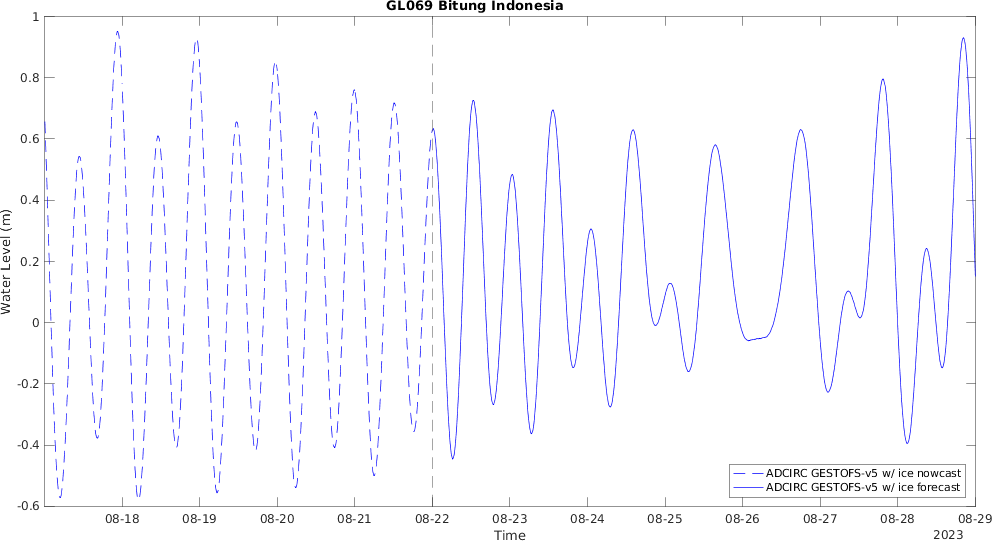 GL069 Bitung Indonesia
1
0.8
0.6
0.4
0.2
0
-0.2
-0.4
-0.6
Water Level (m)
ADCIRC GESTOFS-v5 w/ ice nowcast
ADCIRC GESTOFS-v5 w/ ice forecast
08-18 08-19 08-20 08-21 08-22 08-23 08-24 08-25 08-26 08-27 08-28 08-29
Time
2023